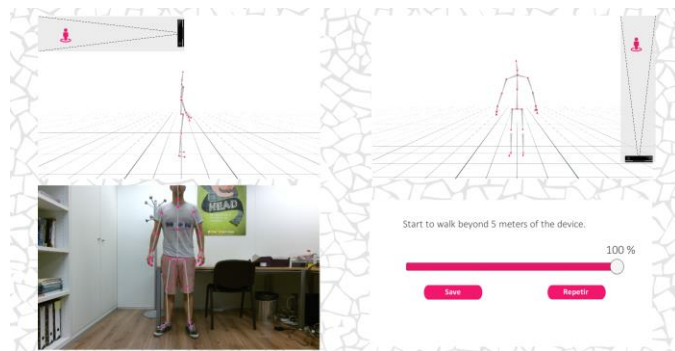 HEAD
Start to walk beyond 5 meters of the device.
100 %
Save
Repetir